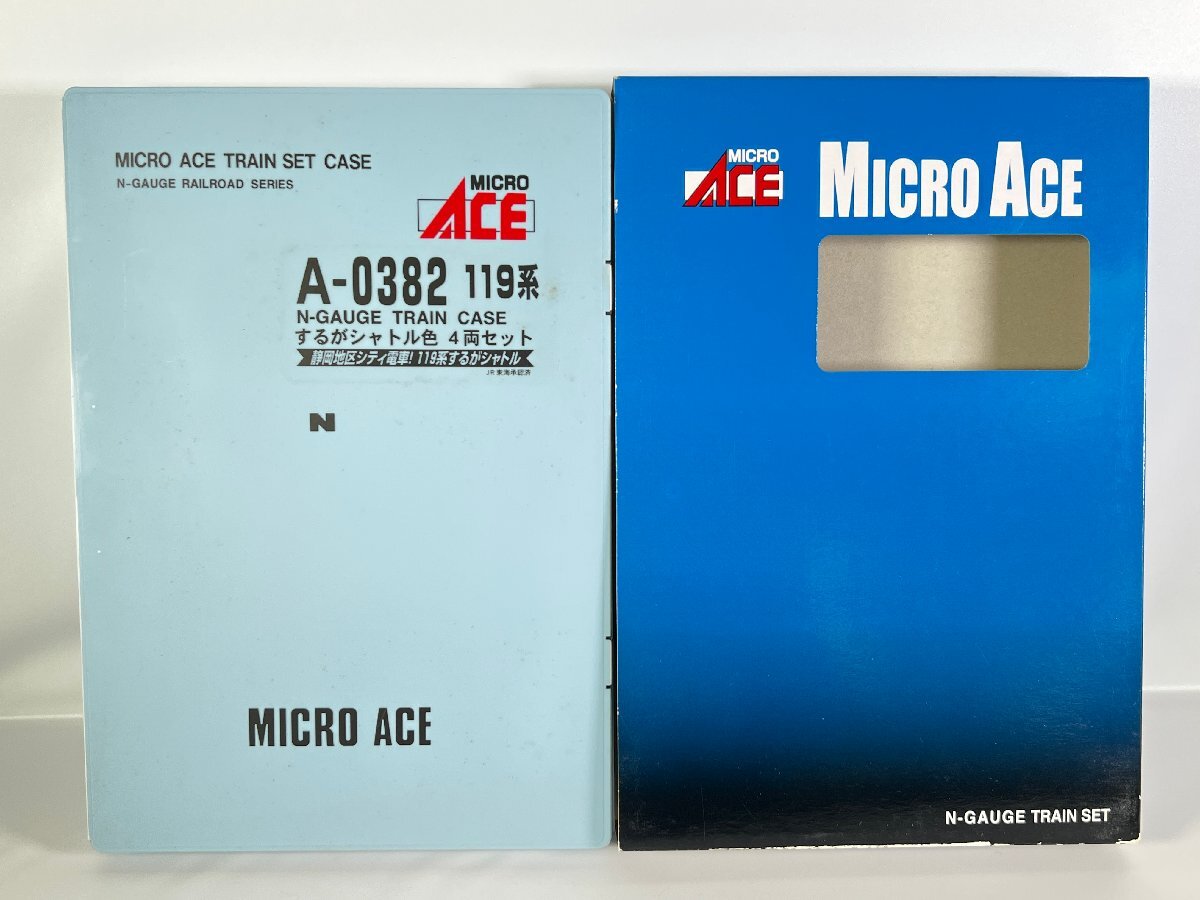 MICRO ACE TRAIN SET CASE
N-GAUGE RAILROAD SERIES
MICRO
ACE
A-0382 119系
N-GAUGE TRAIN CASE
するがシャトル色 4両セット
静岡地区シティ電車! 119系するがシャトル
JR東海承認済
N
MICRO ACE
MICRO
ACE
MICRO ACE
N-GAUGE TRAIN SET